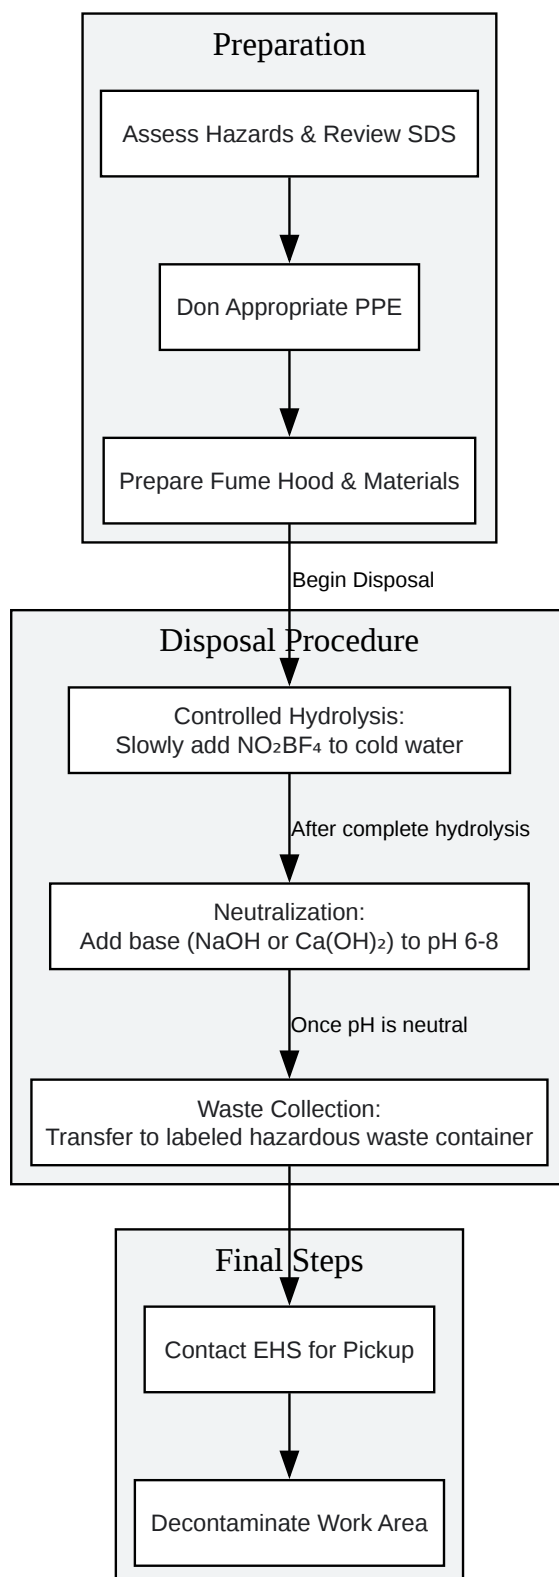 Preparation
Assess Hazards & Review SDS
Don Appropriate PPE
Prepare Fume Hood & Materials
Begin Disposal
Disposal Procedure
Controlled Hydrolysis:
Slowly add NO₂BF₄ to cold water
After complete hydrolysis
Neutralization:
Add base (NaOH or Ca(OH)₂) to pH 6-8
Once pH is neutral
Waste Collection:
Transfer to labeled hazardous waste container
Final Steps
Contact EHS for Pickup
Decontaminate Work Area